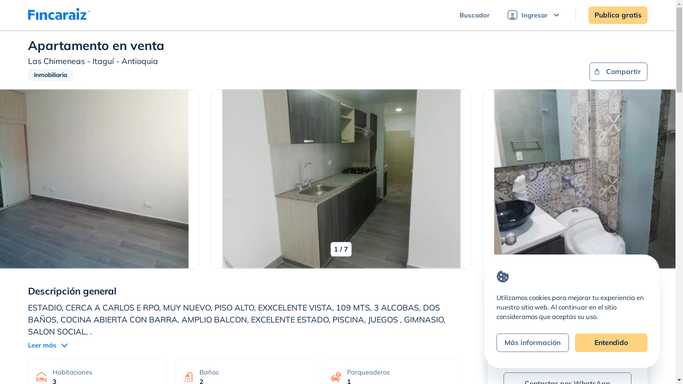 Fincaraiz
Buscador
Ingresar
Publica gratis
Apartamento en venta
Las Chimeneas - Itaguí - Antioquia
Inmobiliaria
Compartir
1 / 7
Descripción general
ESTADIO, CERCA A CARLOS E RPO, MUY NUEVO, PISO ALTO, EXXCELENTE VISTA, 109 MTS, 3 ALCOBAS, DOS
BAÑOS, COCINA ABIERTA CON BARRA, AMPLIO BALCON, EXCELENTE ESTADO, PISCINA, JUEGOS , GIMNASIO,
SALON SOCIAL, .
Leer más
Habitaciones
3
Baños
2
Parqueaderos
1
Utilizamos cookies para mejorar tu experiencia en
nuestro sitio web. Al continuar en el sitio
consideramos que aceptas su uso.
Más información
Entendido
Contactar por WhatsApp